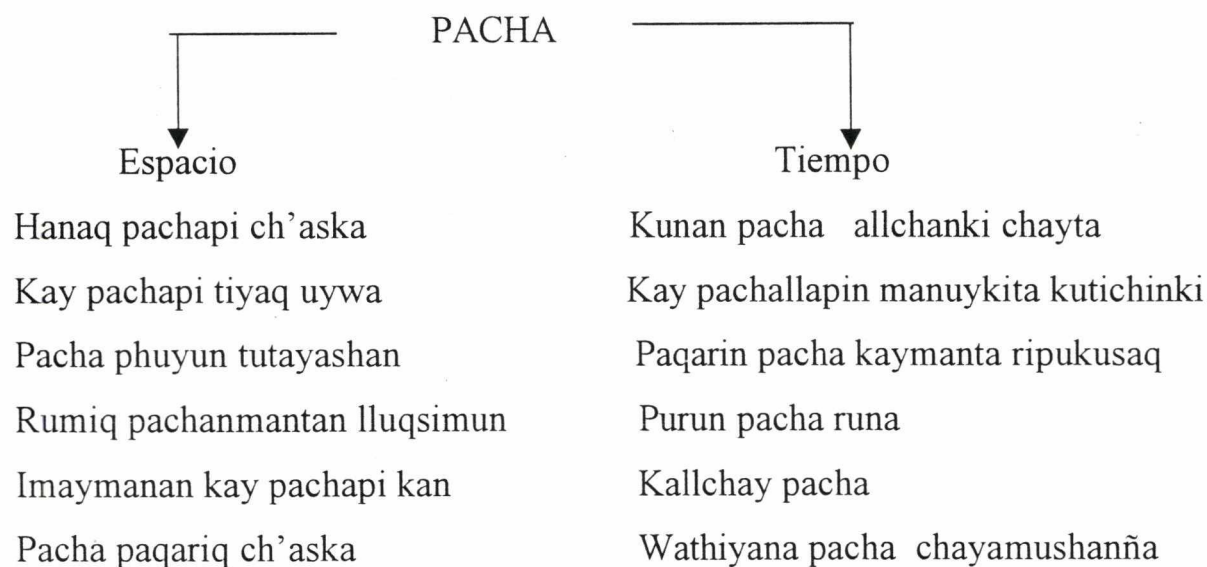 PACHA
Espacio
Hanaq pachapi ch’aska
Kay pachapi tiyaq uywa
Pacha phuyun tutayashan
Rumiq pachanmantan lluqsimun
Imaymanan kay pachapi kan
Pacha paqariq ch’aska
Tiempo
Kunan pacha allchanki chayta
Kay pachallapin manuykita kutichinki
Paqarin pacha kaymanta ripukusaq
Purun pacha runa
Kallchay pacha
Wathiyana pacha chayamushanña